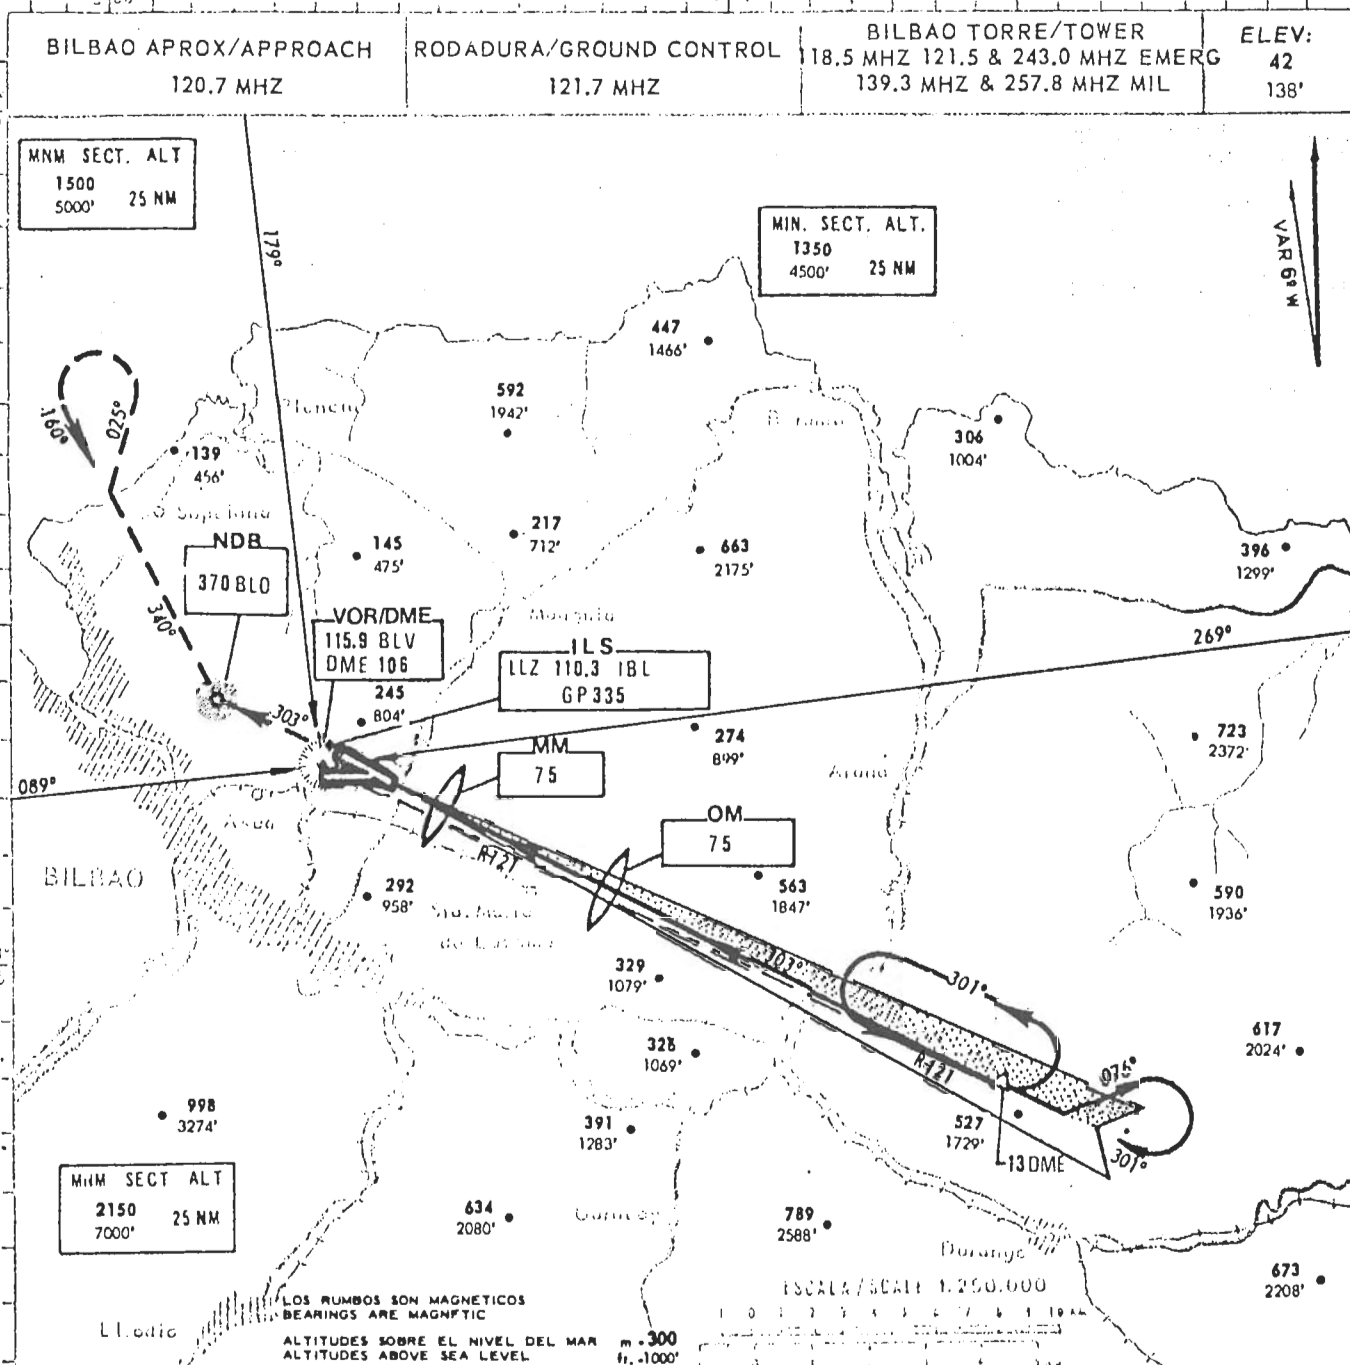 BILBAO APROX/APPROACH
120.7 MHZ
RODADURA/GROUND CONTROL
121.7 MHZ
BILBAO TORRE/TOWER
118.5 MHZ 121.5 & 243.0 MHZ EMERG
139.3 MHZ & 257.8 MHZ MIL
ELEV:
42
138'
MNM SECT. ALT
1500
5000' 25 NM
179°
MIN. SECT. ALT.
1350
4500' 25 NM
VAR 6º W
447
1466'
592
1942'
160°
025°
139
456'
306
1004'
Sopelana
NDB
370 BLO
145
475'
217
712'
663
2175'
396
1299'
340°
VOR/DME
115.9 BLV
DME 106
ILS
LLZ 110.3 IBL
GP 335
269°
245
804'
303°
274
899'
723
2372'
MM
75
089°
OM
75
R-121
BILBAO
292
958'
563
1847'
590
1936'
329
1079'
303°
301°
328
1069'
R-121
617
2024'
076°
998
3274'
391
1283'
527
1729'
13 DME
301°
MNM SECT ALT
2150
7000' 25 NM
634
2080'
789
2588'
Durango
673
2208'
ESCALA/SCALE 1:250.000
LOS RUMBOS SON MAGNETICOS
BEARINGS ARE MAGNETIC
ALTITUDES SOBRE EL NIVEL DEL MAR m.-300
ALTITUDES ABOVE SEA LEVEL ft.-1000'